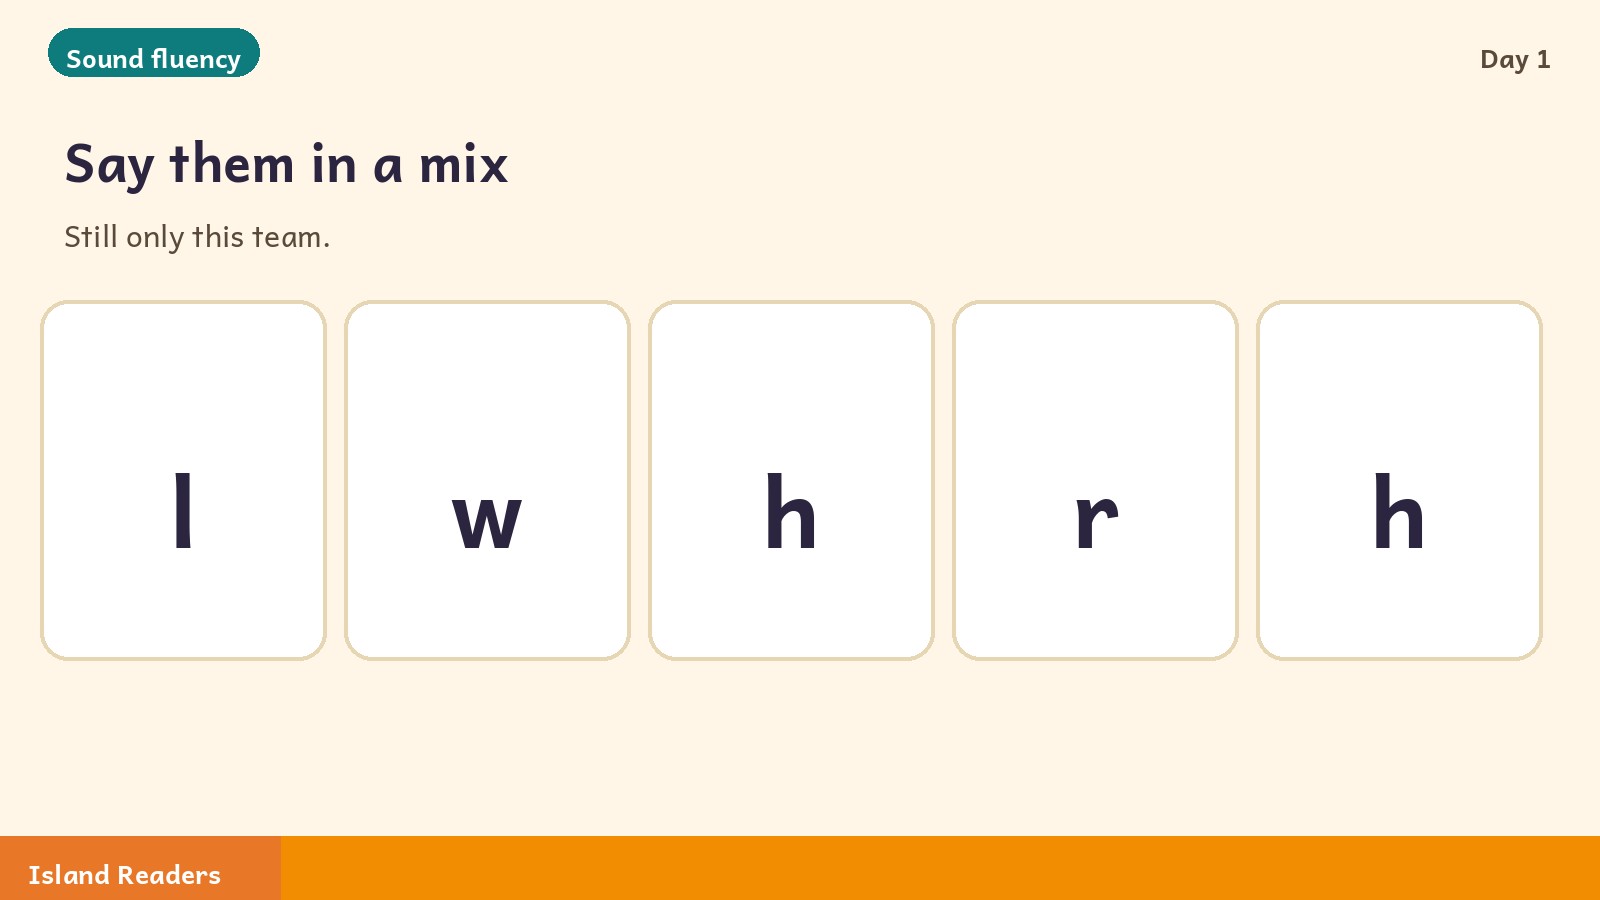 Sound fluency
Day 1
Say them in a mix
Still only this team.
l w h r h
Island Readers